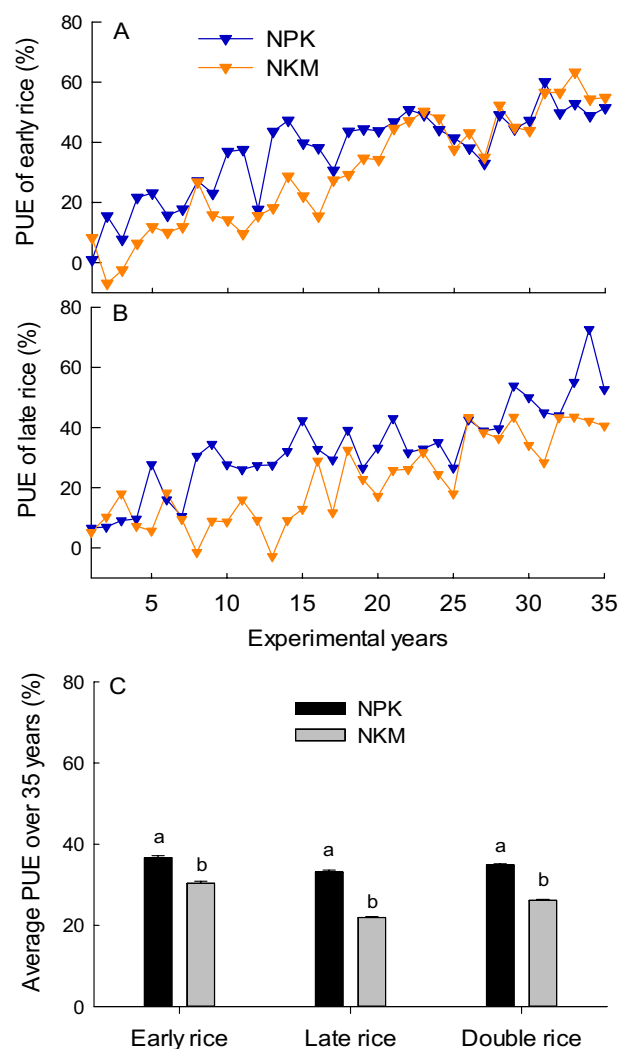 A
NPK
NKM
PUE of early rice (%)
80
60
40
20
0
B
PUE of late rice (%)
80
60
40
20
0
5 10 15 20 25 30 35
Experimental years
C
NPK
NKM
Average PUE over 35 years (%)
80
60
40
20
0
a b a b a b
Early rice Late rice Double rice